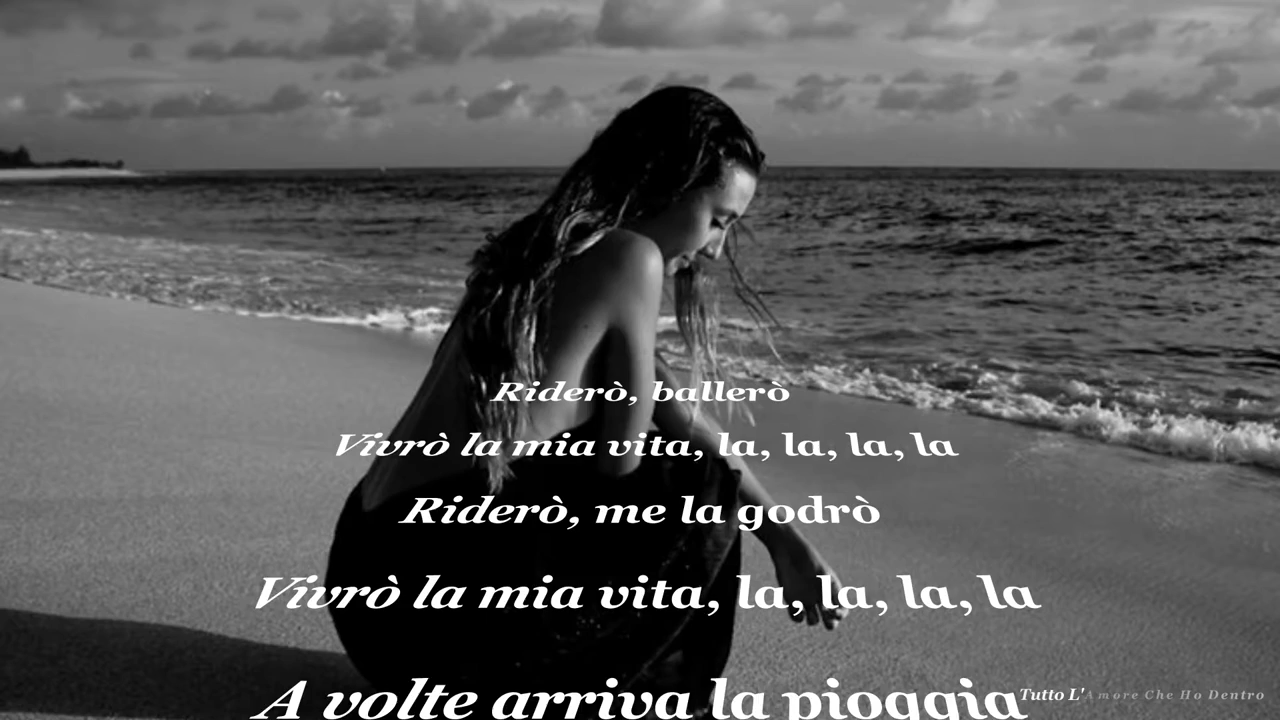 Riderò, ballerò
Vivrò la mia vita, la, la, la, la
Riderò, me la godrò
Vivrò la mia vita, la, la, la, la
A volte arriva la pioggia
Tutto L'Amore Che Ho Dentro